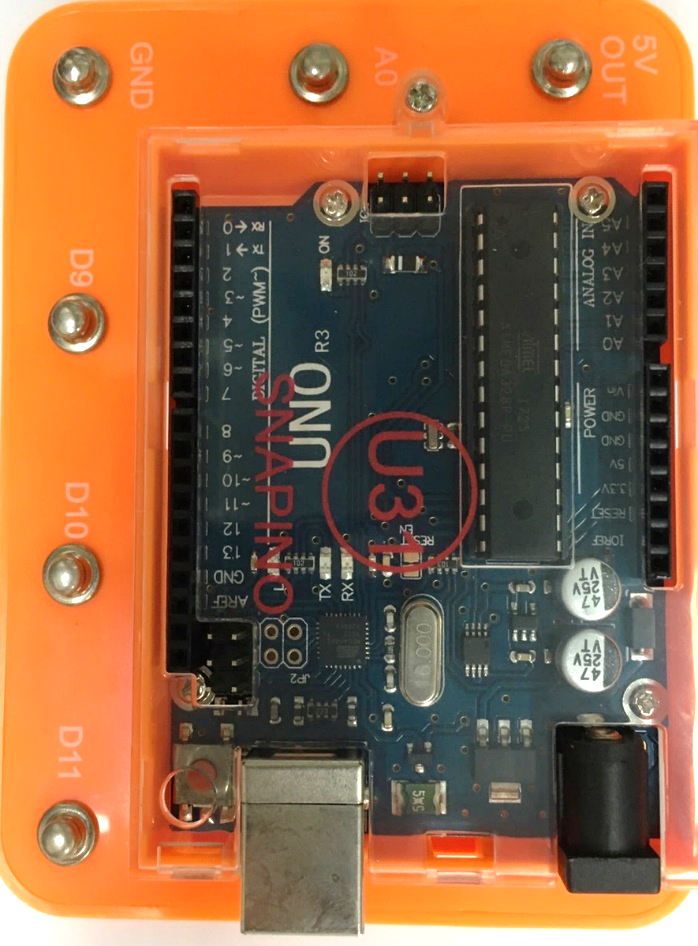 GND
A0
5V
OUT
D9
D10
D11
SNAPINO
U31
UNO
R3
ON
DIGITAL (PWM~)
RX→0
TX→1
2
~3
4
~5
~6
7
8
~9
~10
~11
12
13
GND
AREF
TX
RX
L
RESET
EN
JP2
ANALOG IN
A5
A4
A3
A2
A1
A0
POWER
Vin
GND
GND
5V
3.3V
RESET
IOREF
47
25V
VT
47
25V
VT
102
102